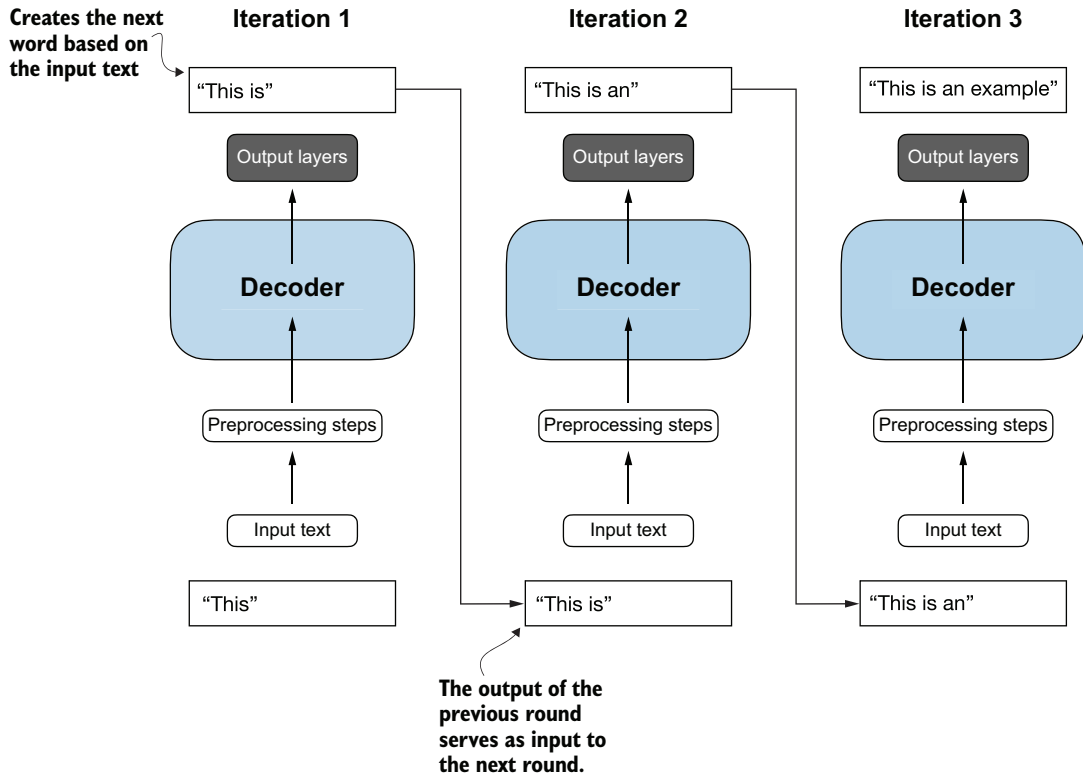 Creates the next
word based on
the input text
Iteration 1
Iteration 2
Iteration 3
“This is”
“This is an”
“This is an example”
Output layers
Output layers
Output layers
Decoder
Decoder
Decoder
Preprocessing steps
Preprocessing steps
Preprocessing steps
Input text
Input text
Input text
“This”
“This is”
“This is an”
The output of the
previous round
serves as input to
the next round.